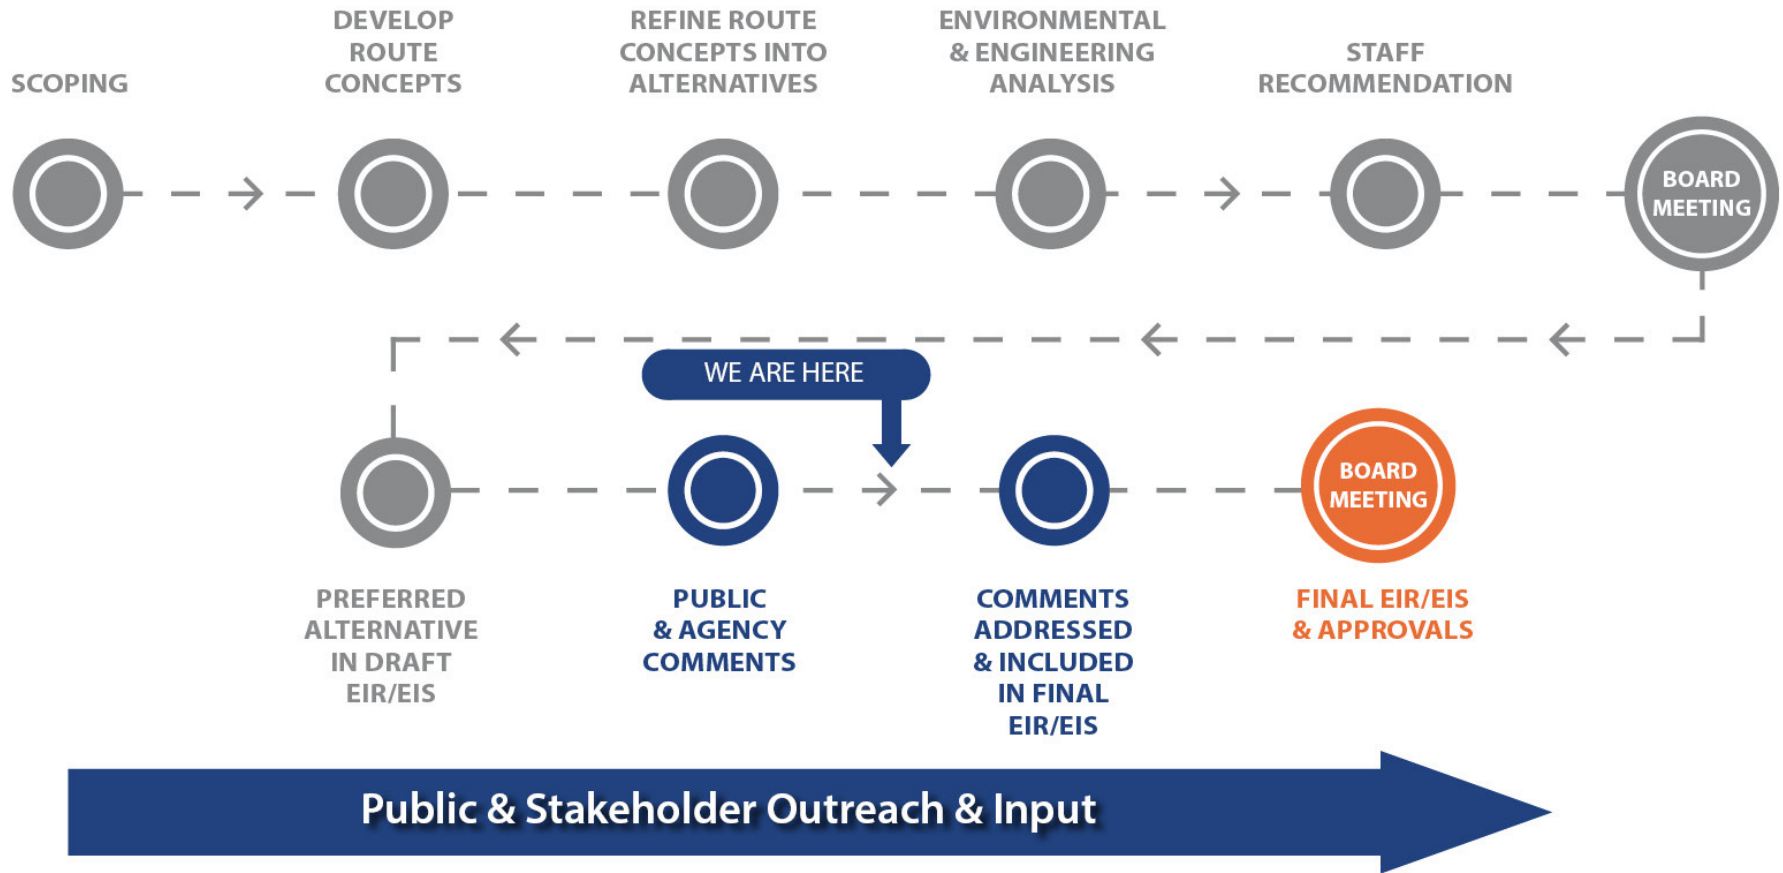 SCOPING
DEVELOP
ROUTE
CONCEPTS
REFINE ROUTE
CONCEPTS INTO
ALTERNATIVES
ENVIRONMENTAL
& ENGINEERING
ANALYSIS
STAFF
RECOMMENDATION
BOARD
MEETING
WE ARE HERE
PREFERRED
ALTERNATIVE
IN DRAFT
EIR/EIS
PUBLIC
& AGENCY
COMMENTS
COMMENTS
ADDRESSED
& INCLUDED
IN FINAL
EIR/EIS
BOARD
MEETING
FINAL EIR/EIS
& APPROVALS
Public & Stakeholder Outreach & Input